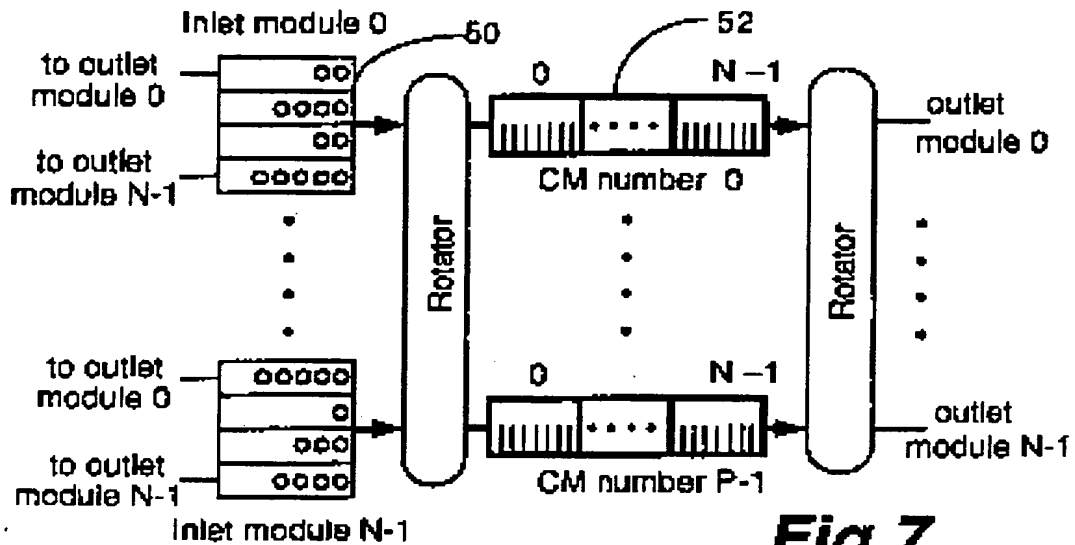 Inlet module 0
50
52
to outlet
module 0
0
N-1
Rotator
Rotator
outlet
module 0
to outlet
module N-1
CM number 0
to outlet
module 0
0
N-1
to outlet
module N-1
CM number P-1
outlet
module N-1
Inlet module N-1
Fig 7